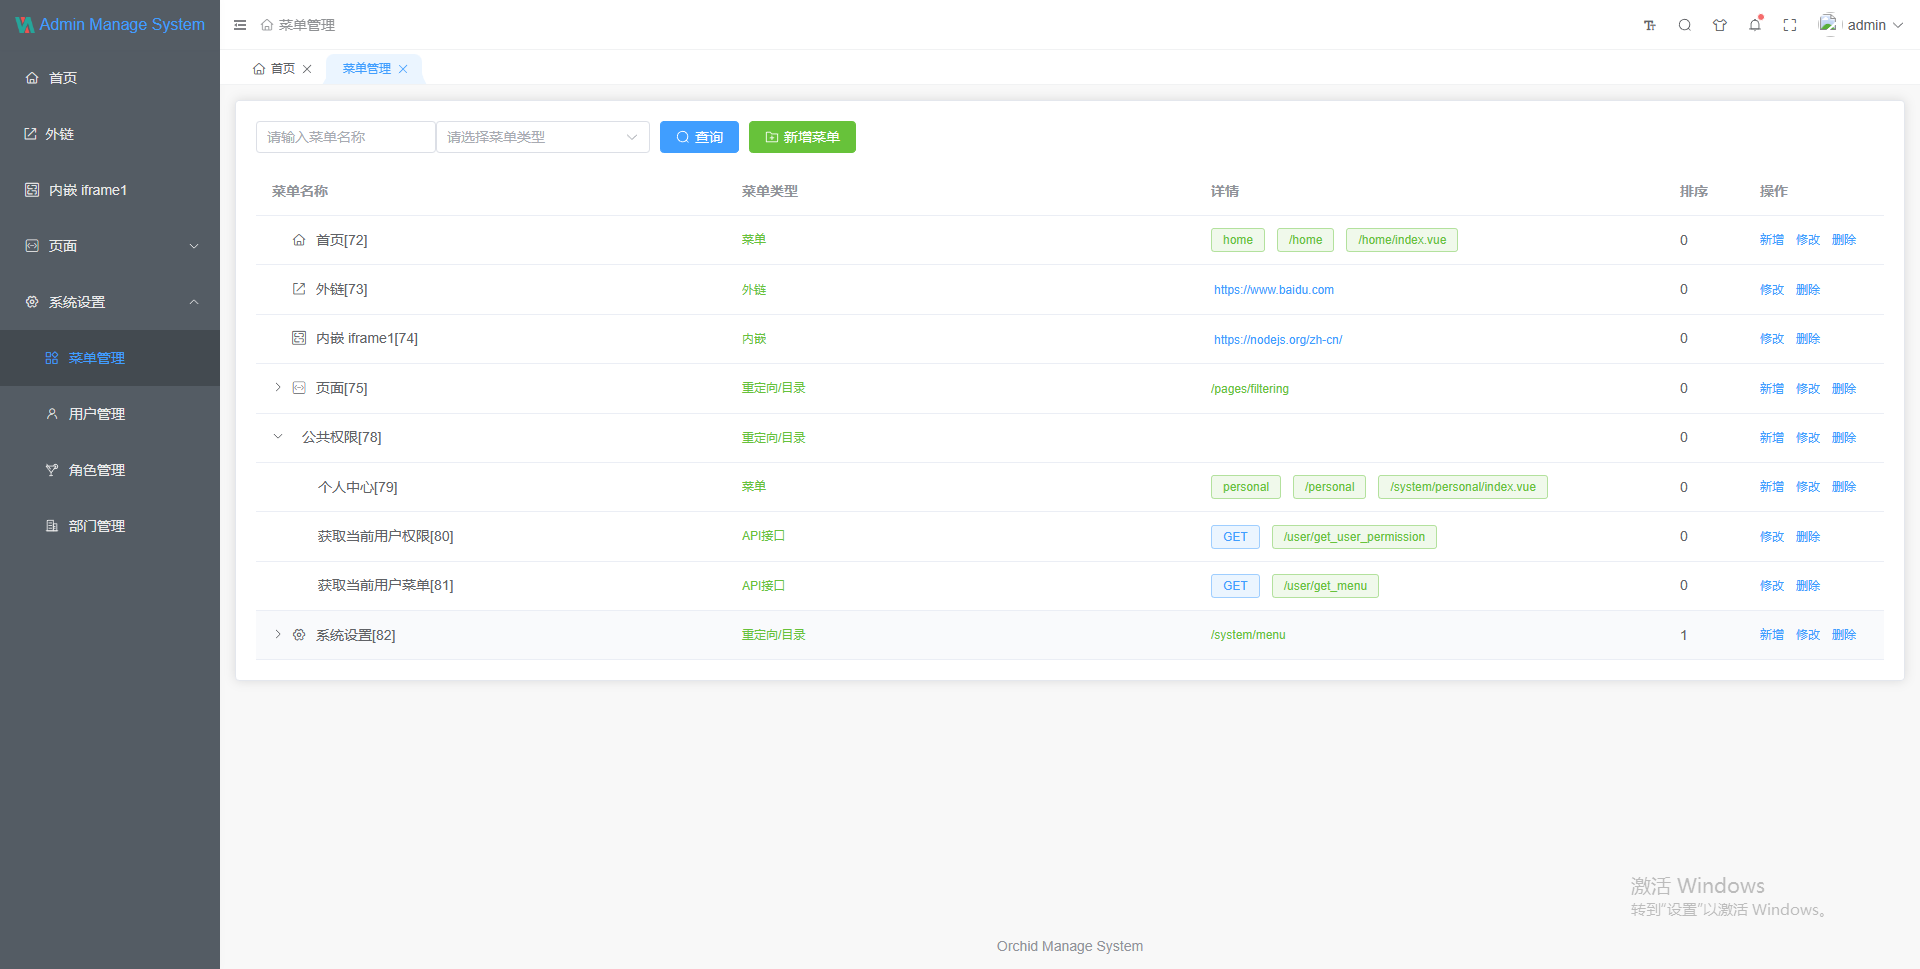 Admin Manage System
首页
外链
内嵌 iframe1
页面
系统设置
菜单管理
用户管理
角色管理
部门管理
菜单管理
admin
首页
菜单管理
请输入菜单名称 请选择菜单类型 查询 新增菜单
菜单名称 菜单类型 详情 排序 操作
首页[72] 菜单 home /home /home/index.vue 0 新增 修改 删除
外链[73] 外链 https://www.baidu.com 0 修改 删除
内嵌 iframe1[74] 内嵌 https://nodejs.org/zh-cn/ 0 修改 删除
页面[75] 重定向/目录 /pages/filtering 0 新增 修改 删除
公共权限[78] 重定向/目录 0 新增 修改 删除
个人中心[79] 菜单 personal /personal /system/personal/index.vue 0 新增 修改 删除
获取当前用户权限[80] API接口 GET /user/get_user_permission 0 修改 删除
获取当前用户菜单[81] API接口 GET /user/get_menu 0 修改 删除
系统设置[82] 重定向/目录 /system/menu 1 新增 修改 删除
激活 Windows
转到“设置”以激活 Windows。
Orchid Manage System